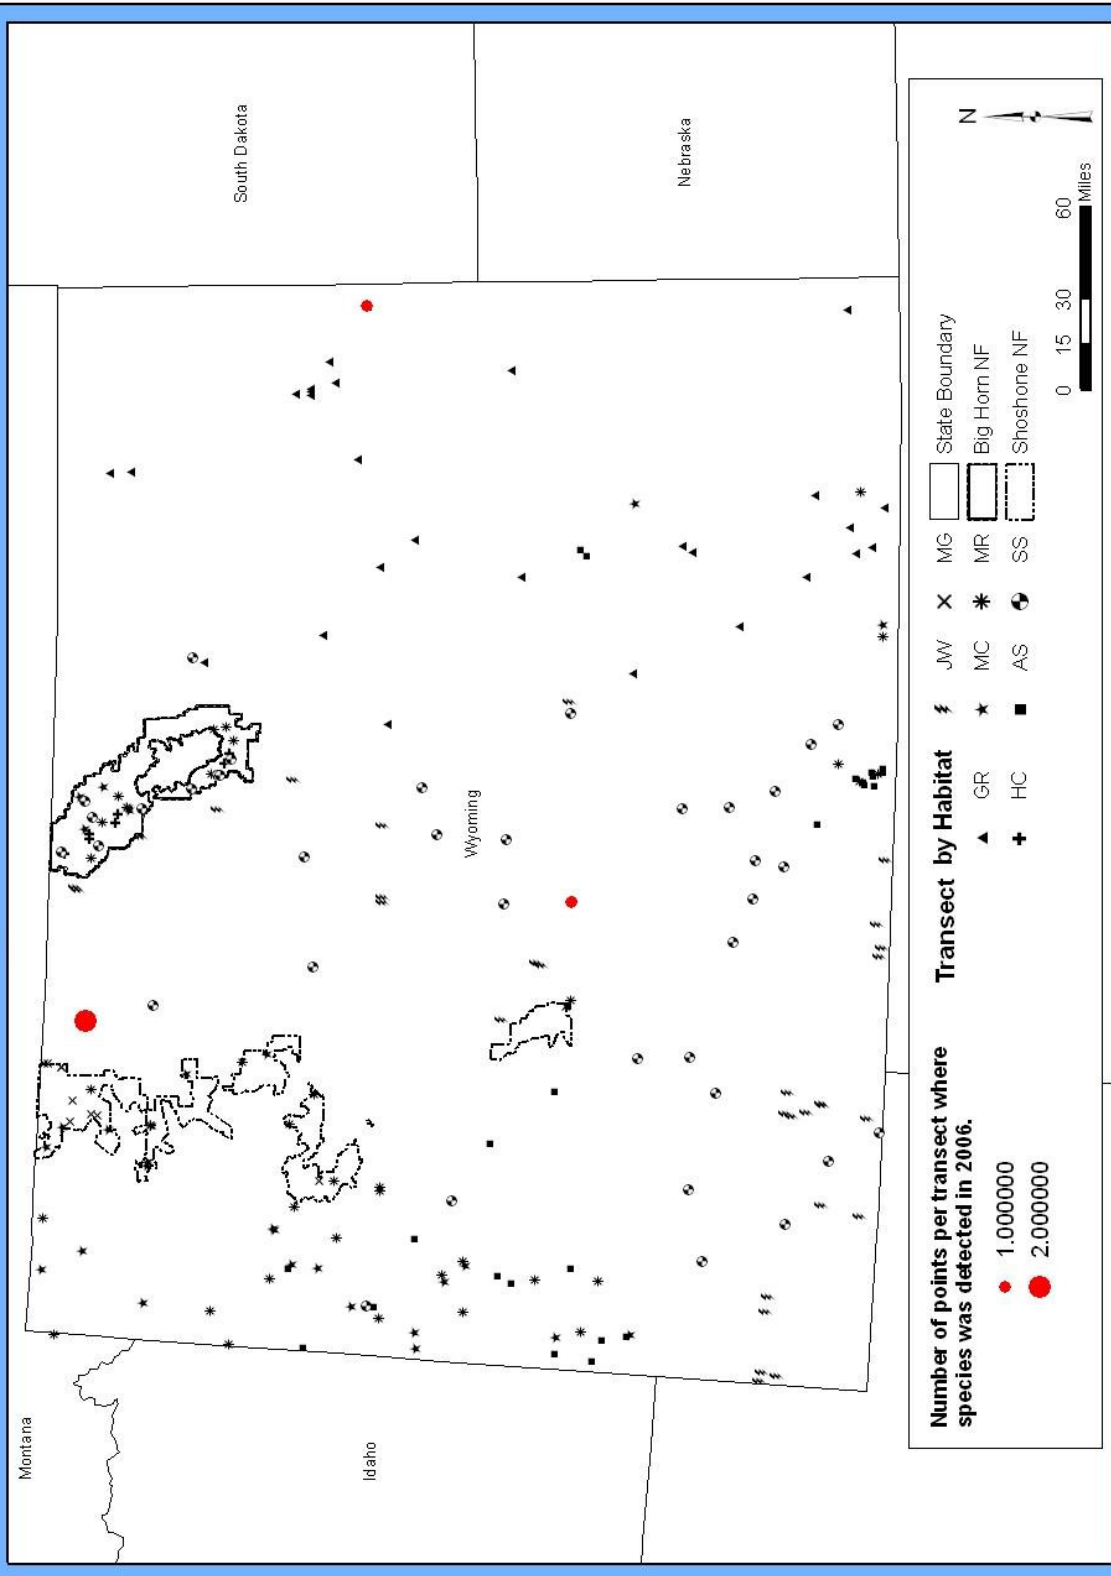 Montana
South Dakota
Idaho
Wyoming
Nebraska
Number of points per transect where
species was detected in 2006.
1.000000
2.000000
Transect by Habitat
GR
JW
MG
State Boundary
MC
MR
Big Horn NF
HC
AS
SS
Shoshone NF
N
0 15 30 60
Miles